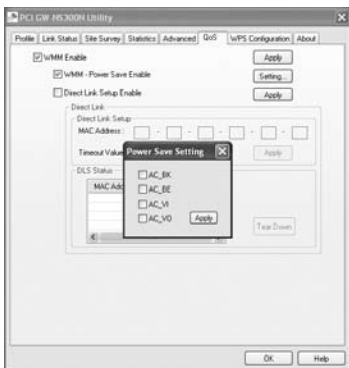 PCI GW-NS300N Utility
Profile Link Status Site Survey Statistics Advanced QoS WPS Configuration About
WMM Enable Apply
WMM - Power Save Enable Setting...
Direct Link Setup Enable Apply
Direct Link
Direct Link Setup
MAC Address : - - - - -
Timeout Value Apply
DLS Status
MAC Add
Tear Down
Power Save Setting
AC_BK
AC_BE
AC_VI
AC_VO Apply
OK Help